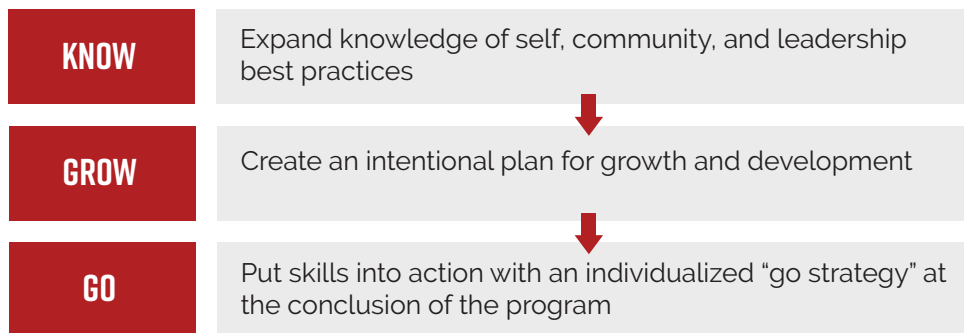 KNOW
Expand knowledge of self, community, and leadership
best practices
GROW
Create an intentional plan for growth and development
GO
Put skills into action with an individualized “go strategy” at
the conclusion of the program